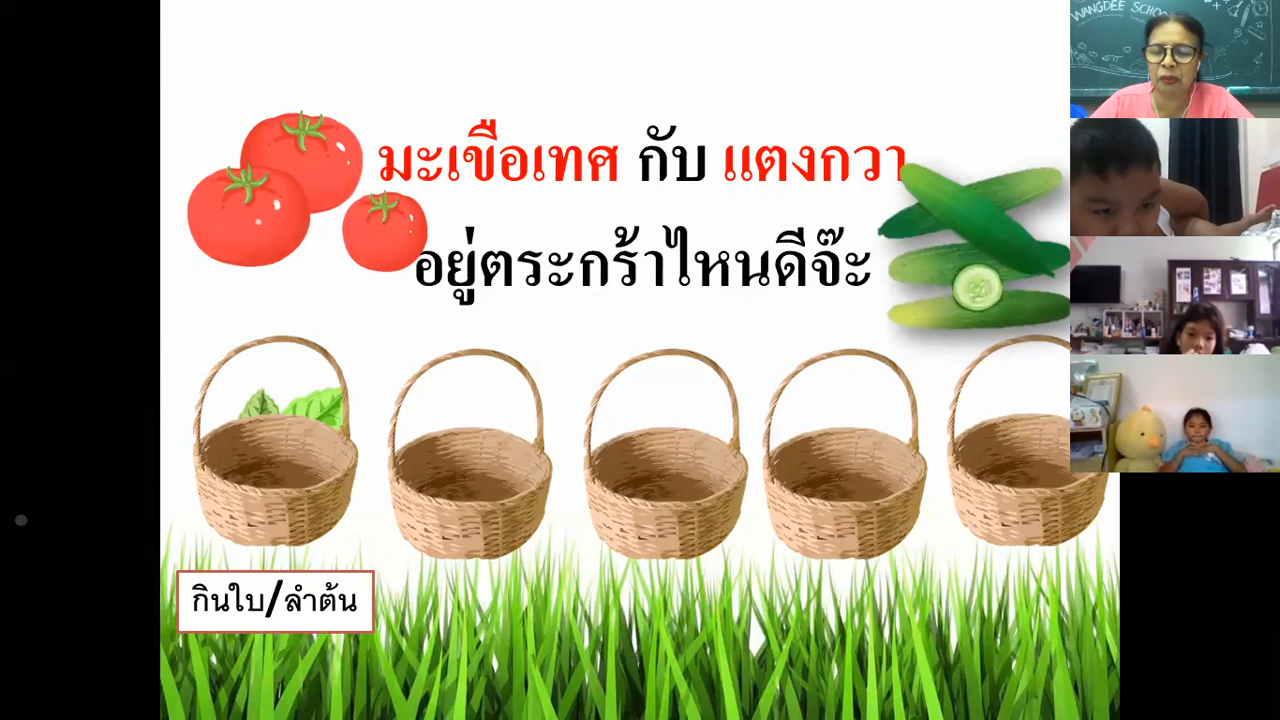 WANGDEE SCHOOL
มะเขือเทศ กับ แตงกวา
อยู่ตระกร้าไหนดีจ๊ะ
กินใบ/ลำต้น